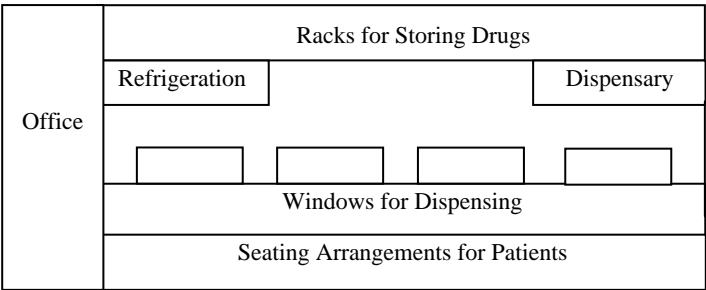 Racks for Storing Drugs
Refrigeration
Dispensary
Office
Windows for Dispensing
Seating Arrangements for Patients